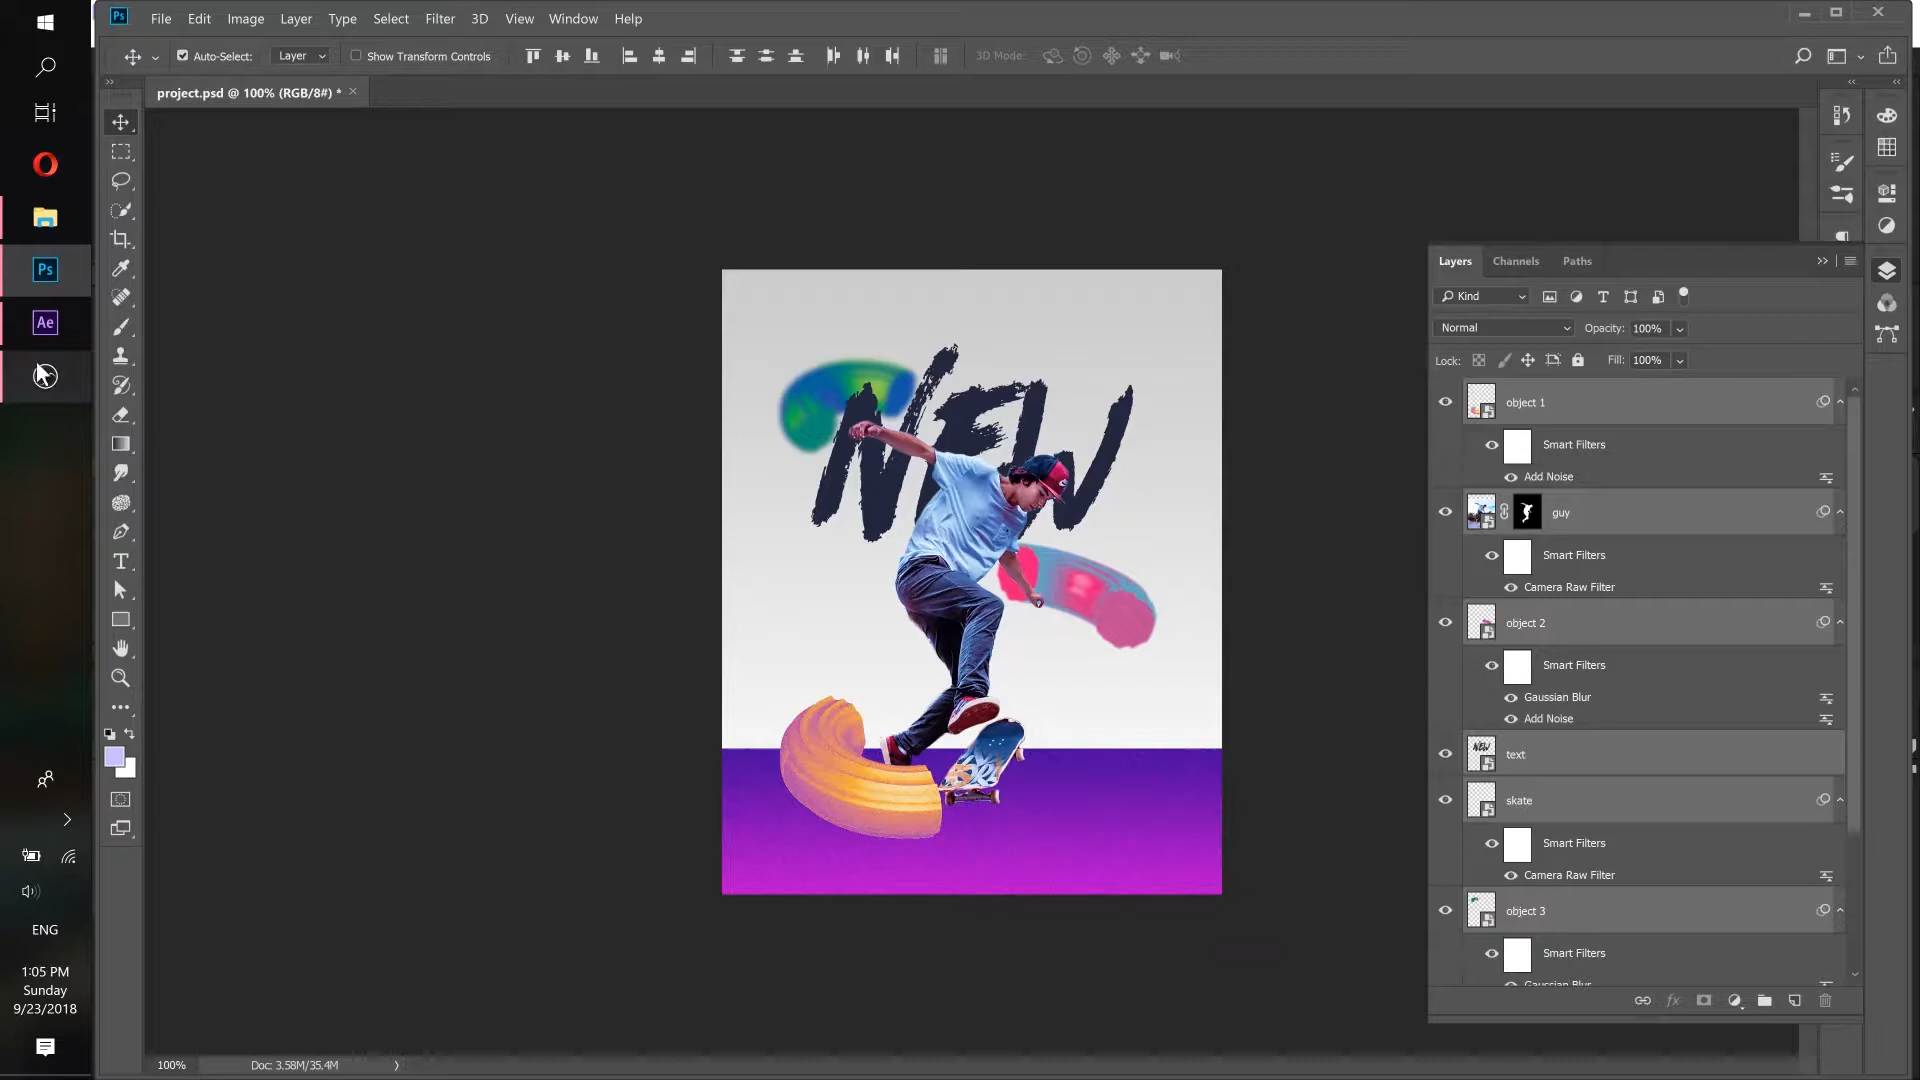 Ps File Edit Image Layer Type Select Filter 3D View Window Help
Auto-Select: Layer Show Transform Controls 3D Mode:
project.psd @ 100% (RGB/8#) *
Layers Channels Paths
Kind
Normal Opacity: 100%
Lock: Fill: 100%
object 1
Smart Filters
Add Noise
guy
Smart Filters
Camera Raw Filter
object 2
Smart Filters
Gaussian Blur
Add Noise
NEW text
skate
Smart Filters
Camera Raw Filter
object 3
Smart Filters
Gaussian Blur
NEW
Ps
Ae
ENG
1:05 PM
Sunday
9/23/2018
100% Doc: 3.58M/35.4M